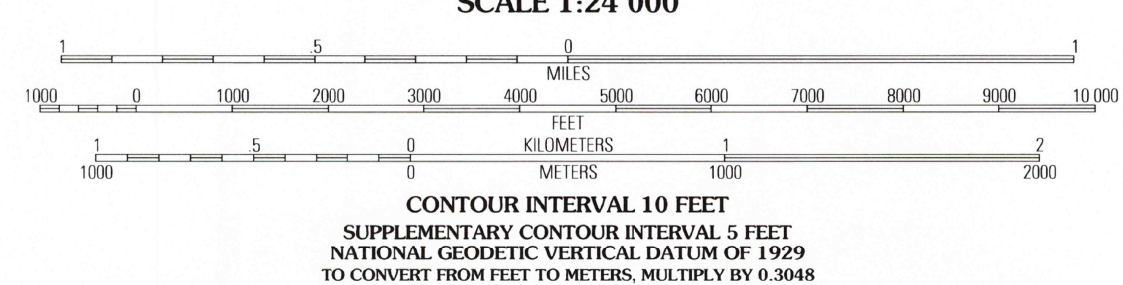 SCALE 1:24 000
1 .5 0 1
MILES
1000 0 1000 2000 3000 4000 5000 6000 7000 8000 9000 10 000
FEET
1 .5 0 KILOMETERS 1 2
1000 0 METERS 1000 2000
CONTOUR INTERVAL 10 FEET
SUPPLEMENTARY CONTOUR INTERVAL 5 FEET
NATIONAL GEODETIC VERTICAL DATUM OF 1929
TO CONVERT FROM FEET TO METERS, MULTIPLY BY 0.3048